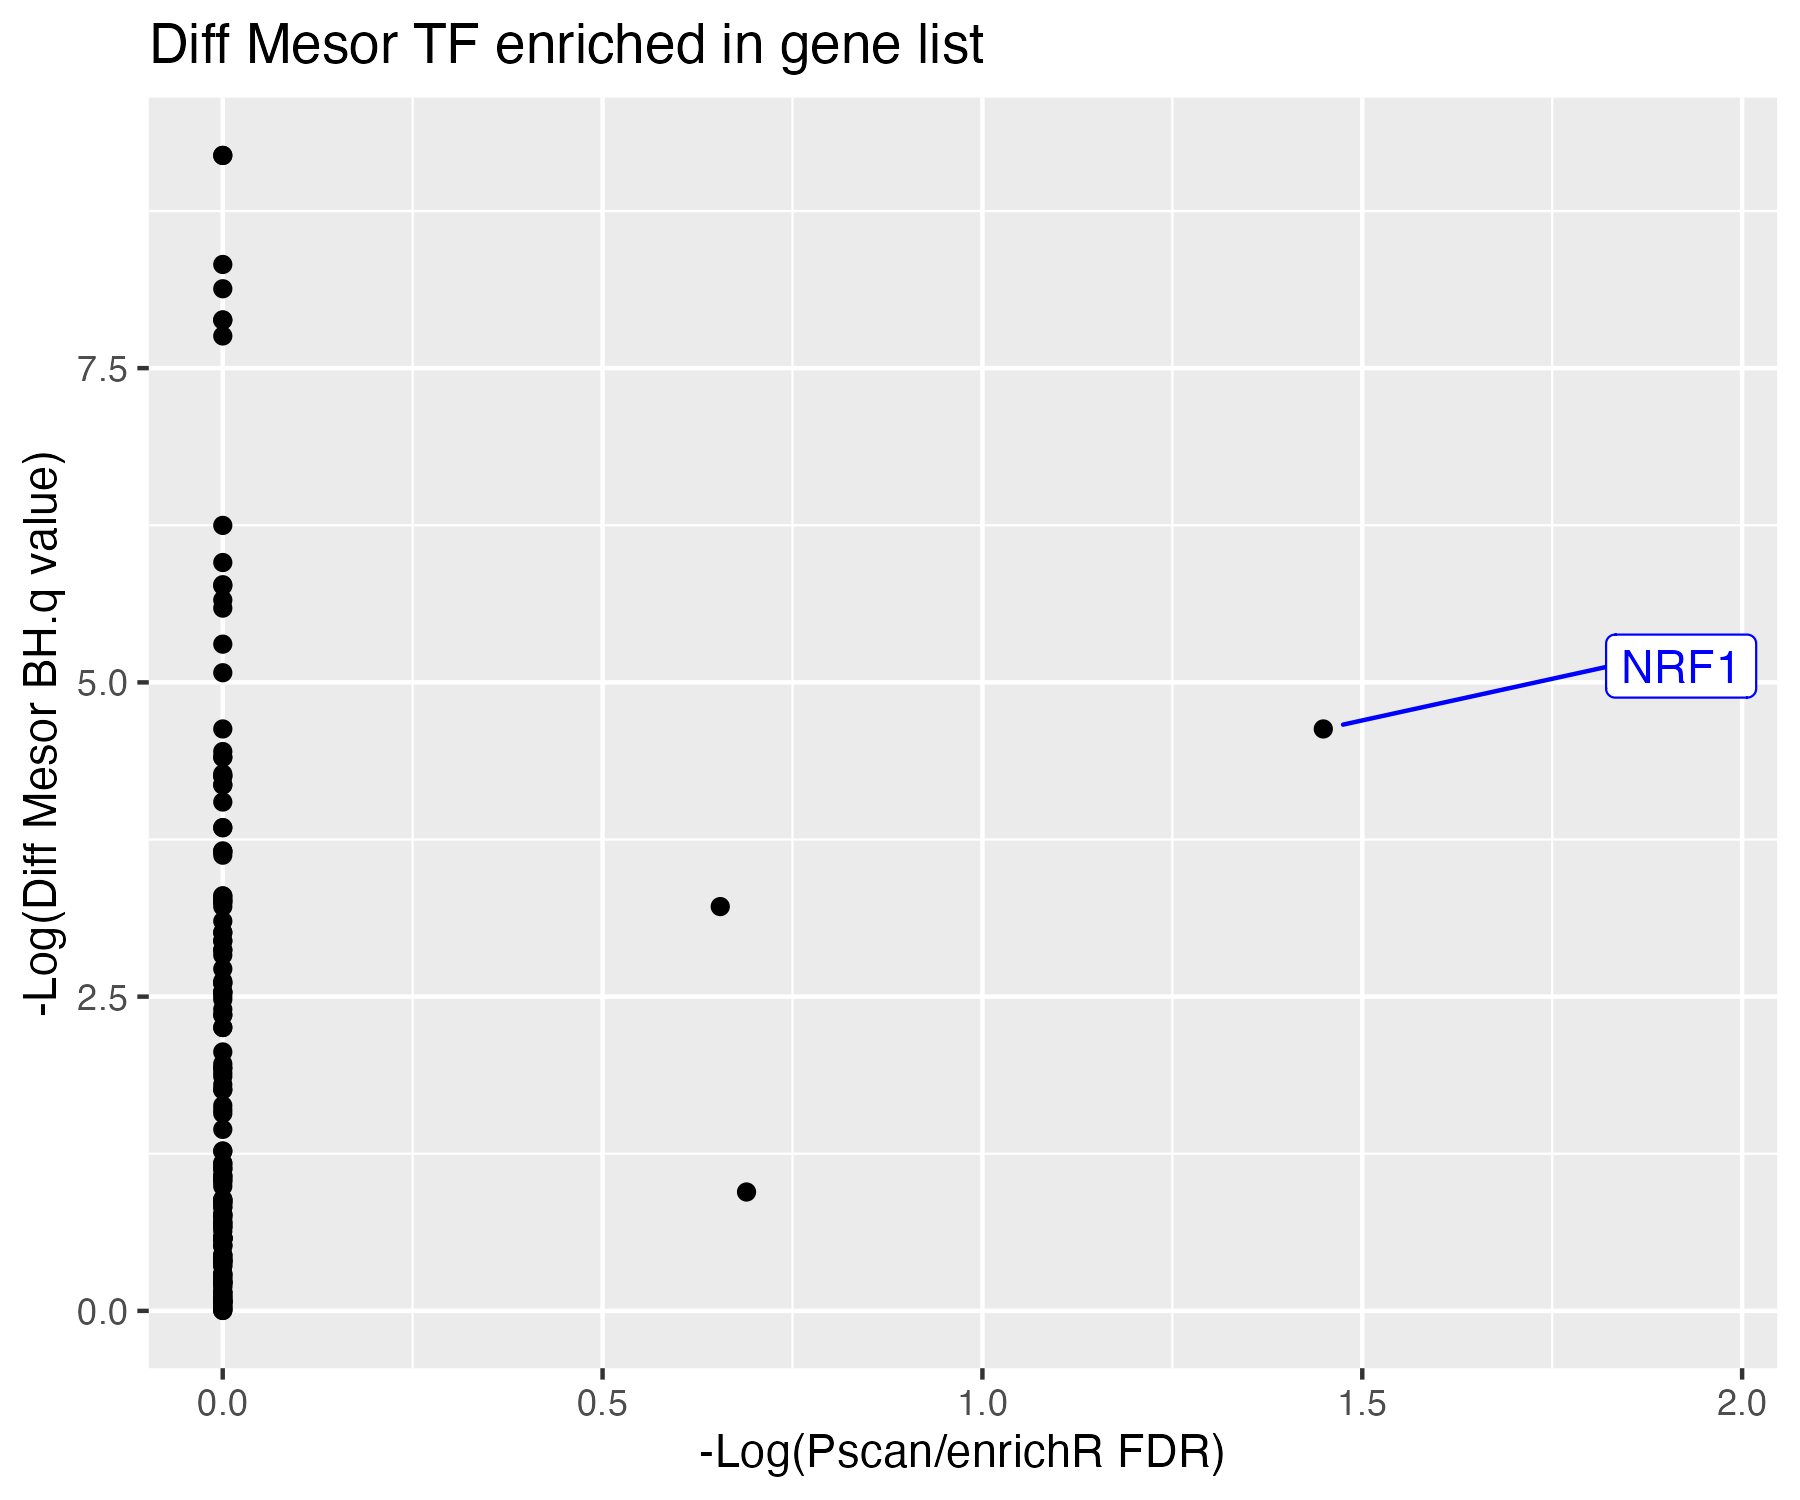 Diff Mesor TF enriched in gene list
-Log(Diff Mesor BH.q value)
7.5
5.0
2.5
0.0
NRF1
0.0
0.5
1.0
1.5
2.0
-Log(Pscan/enrichR FDR)